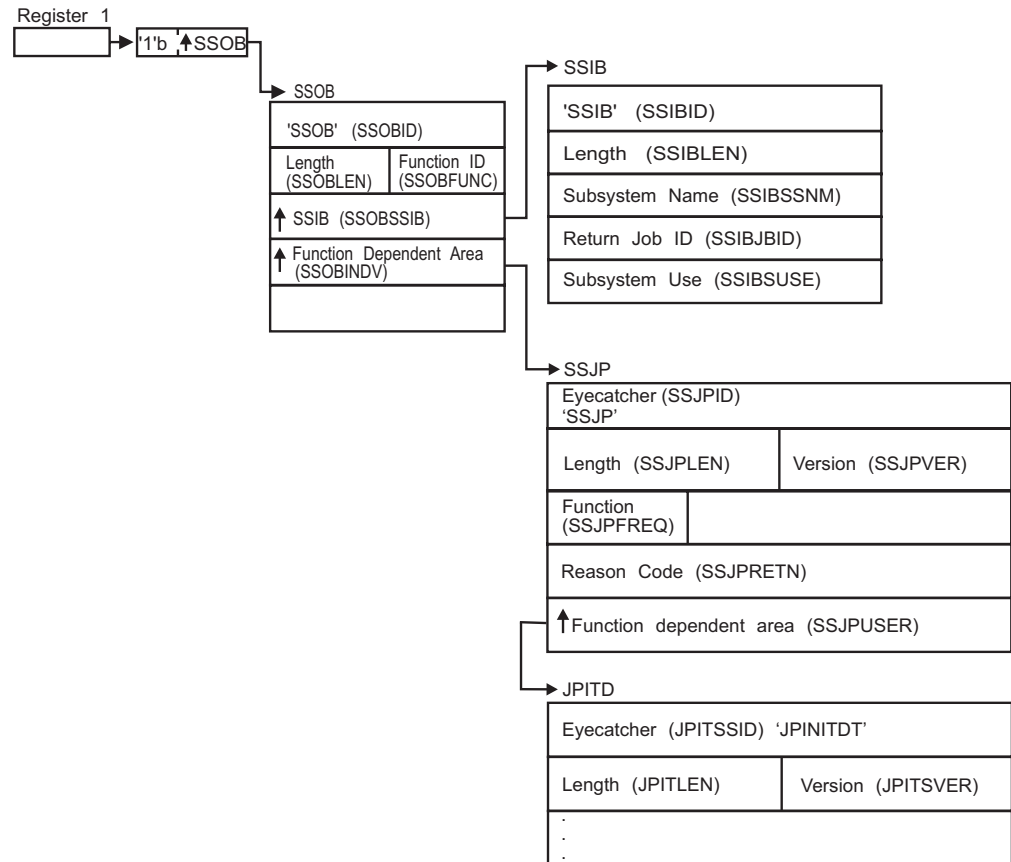 Register 1
'1'b SSOB
SSOB
'SSOB' (SSOBID)
Length
(SSOBLEN)
Function ID
(SSOBFUNC)
SSIB (SSOBSSIB)
Function Dependent Area
(SSOBINDV)
SSIB
'SSIB' (SSIBID)
Length (SSIBLEN)
Subsystem Name (SSIBSSNM)
Return Job ID (SSIBJBID)
Subsystem Use (SSIBSUSE)
SSJP
Eyecatcher (SSJPID)
‘SSJP’
Length (SSJPLEN)
Version (SSJPVER)
Function
(SSJPFREQ)
Reason Code (SSJPRETN)
Function dependent area (SSJPUSER)
JPITD
Eyecatcher (JPITSSID) ‘JPINITDT’
Length (JPITLEN)
Version (JPITSVER)
.
.
.